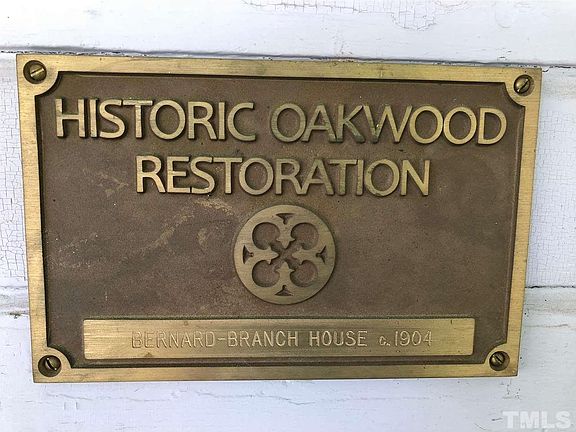 HISTORIC OAKWOOD
RESTORATION
BERNARD-BRANCH HOUSE c. 1904
TMLS